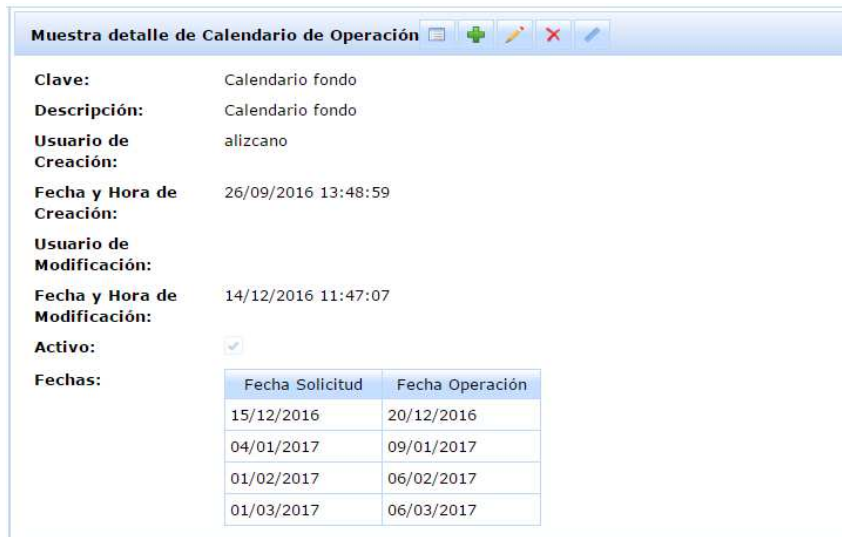 Muestra detalle de Calendario de Operación
Clave: Calendario fondo
Descripción: Calendario fondo
Usuario de alizcano
Creación:
Fecha y Hora de 26/09/2016 13:48:59
Creación:
Usuario de
Modificación:
Fecha y Hora de 14/12/2016 11:47:07
Modificación:
Activo:
Fechas:
Fecha Solicitud Fecha Operación
15/12/2016 20/12/2016
04/01/2017 09/01/2017
01/02/2017 06/02/2017
01/03/2017 06/03/2017